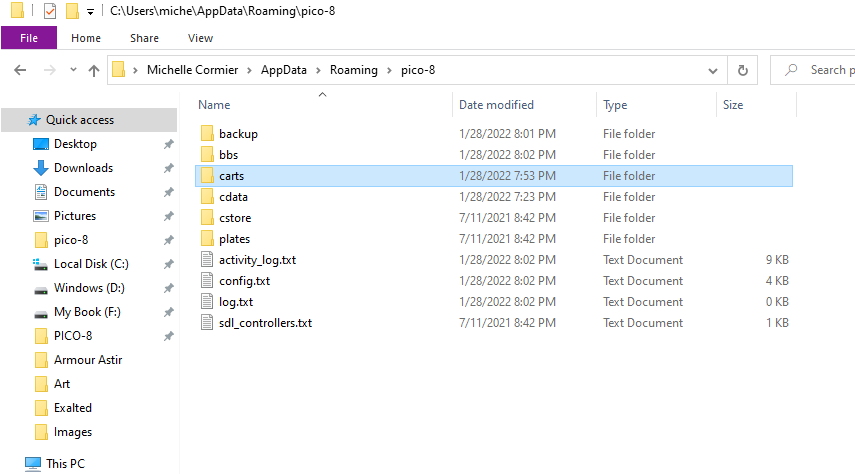 C:\Users\miche\AppData\Roaming\pico-8
File Home Share View
Michelle Cormier > AppData > Roaming > pico-8 Search p
Name Date modified Type Size
Quick access
Desktop
Downloads
Documents
Pictures
pico-8
Local Disk (C:)
Windows (D:)
My Book (F:)
PICO-8
Armour Astir
Art
Exalted
Images
This PC
backup 1/28/2022 8:01 PM File folder
bbs 1/28/2022 8:02 PM File folder
carts 1/28/2022 7:53 PM File folder
cdata 1/28/2022 7:23 PM File folder
cstore 7/11/2021 8:42 PM File folder
plates 7/11/2021 8:42 PM File folder
activity_log.txt 1/28/2022 8:02 PM Text Document 9 KB
config.txt 1/28/2022 8:02 PM Text Document 4 KB
log.txt 1/28/2022 8:02 PM Text Document 0 KB
sdl_controllers.txt 7/11/2021 8:42 PM Text Document 1 KB